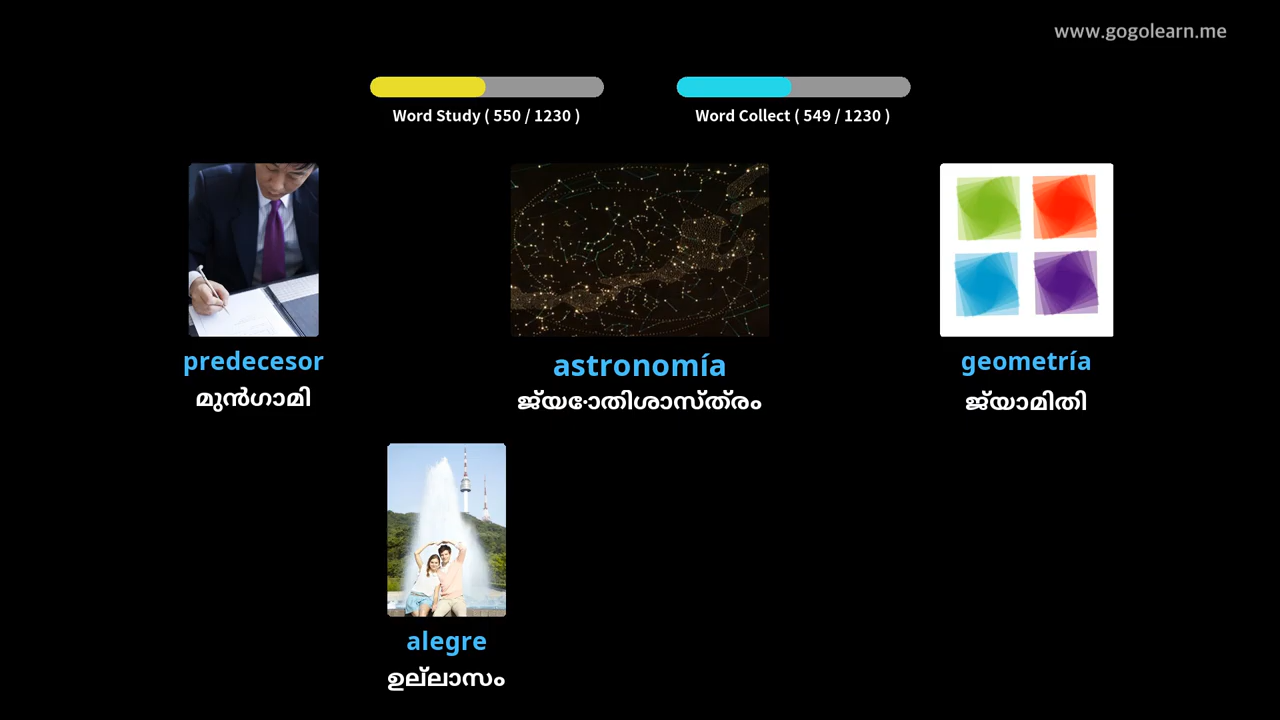 www.gogolearn.me
Word Study ( 550 / 1230 )
Word Collect ( 549 / 1230 )
predecesor
astronomía
geometría
മുൻഗാമി
ജ്യോതിശാസ്ത്രം
ജ്യാമിതി
alegre
ഉല്ലാസം